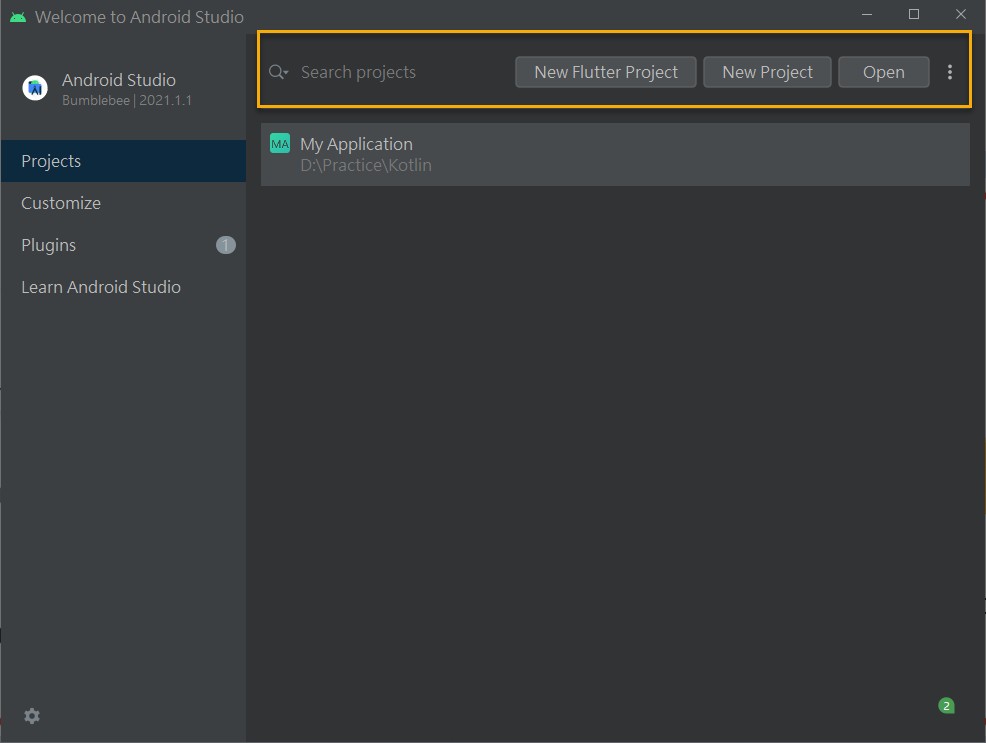 Welcome to Android Studio
Android Studio
Bumblebee | 2021.1.1
Projects
Customize
Plugins 1
Learn Android Studio
Search projects New Flutter Project New Project Open
MA My Application
D:\Practice\Kotlin
2